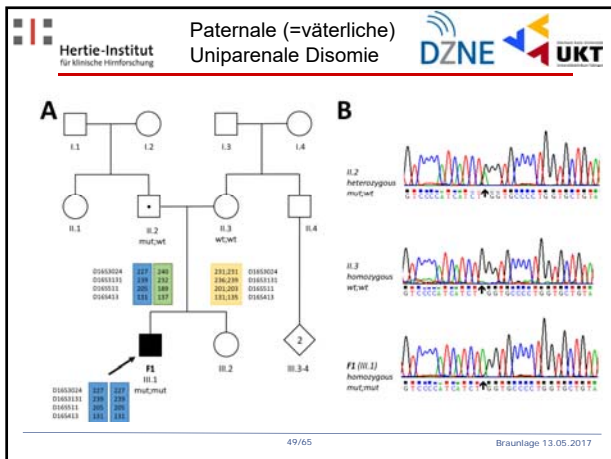 Hertie-Institut
für klinische Hirnforschung
Paternale (=väterliche)
Uniparenale Disomie
DZNE
UKT
A
I.1
I.2
I.3
I.4
II.1
II.2
mut;wt
II.3
wt;wt
II.4
D16S3024 227 240
D16S3131 239 232
D16S511 205 189
D16S413 131 137
231;231 D16S3024
236;239 D16S3131
201;203 D16S511
131;135 D16S413
F1
III.1
mut;mut
III.2
2
III.3-4
D16S3024 227 227
D16S3131 239 239
D16S511 205 205
D16S413 131 131
B
II.2
heterozygous
mut;wt
GTCCCCATCATCT GGTGCCCCTGGTGCTGTA
II.3
homozygous
wt;wt
F1 (III.1)
homozygous
mut;mut
49/65
Braunlage 13.05.2017